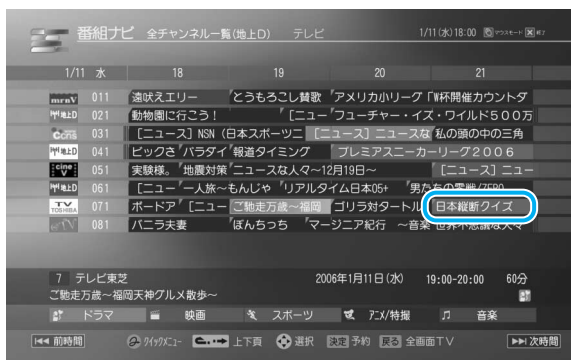 番組ナビ 全チャンネル一覧(地上D) テレビ 1/11(水)18:00 マウスモード 終了
1/11 水 18 19 20 21
mrnV 011 遠吠えエリー とうもろこし賛歌 アメリカ小リーグ 「W杯開催カウントダ
地上D 021 動物園に行こう! [ニュー フューチャー・イズ・ワイルド500万
031 [ニュース] NSN (日本スポーツニ [ニュース] ニュースな 私の頭の中の三角
地上D 041 ビックさ パラダイ 報道タイミング プレミアスニーカーリーグ2006
cine V 051 実験様。 地震対策 ニュースな人々〜12月19日〜 [ニュース] ニュー
地上D 061 [ニュー 一人旅〜もんじゃ リアルタイム日本05+ 男たちの零戦/ZERO
TV TOSHIBA 071 ボードア [ニュー ご馳走万歳〜福岡 ゴリラ対タートル 日本縦断クイズ
081 バニラ夫妻 ぽんちっち マージニア紀行 〜音楽 世界不思議な人々
7 テレビ東芝 2006年1月11日(水) 19:00-20:00 60分
ご馳走万歳〜福岡天神グルメ散歩〜
ドラマ 映画 スポーツ アニメ/特撮 音楽
前時間 クイックメニュー 上下頁 選択 決定 予約 戻る 全画面TV 次時間